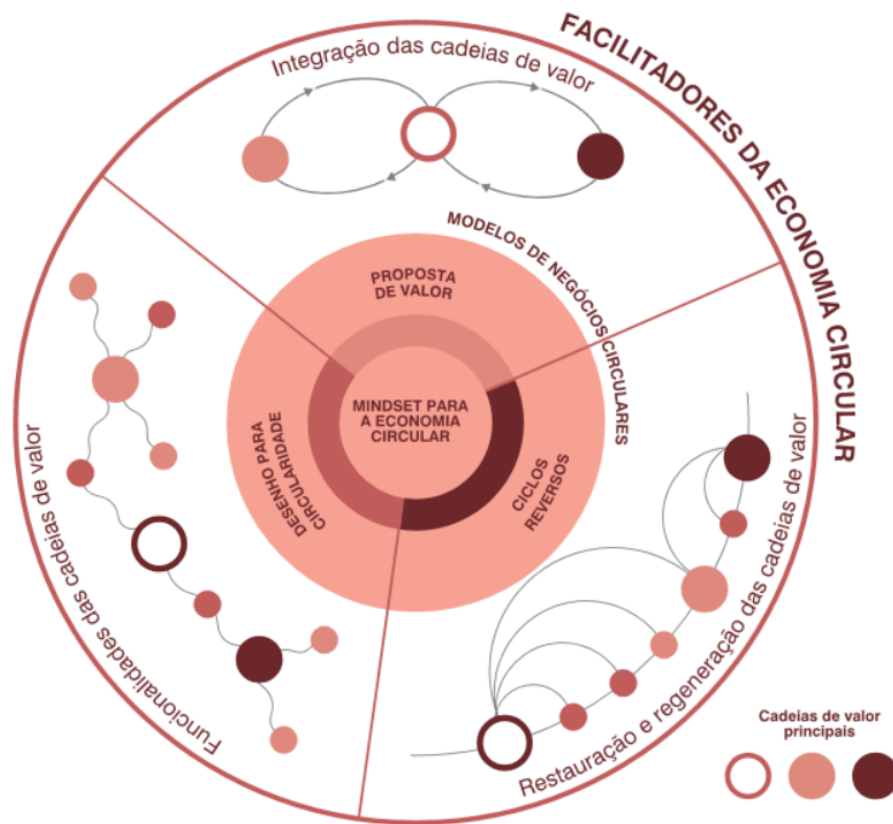 FACILITADORES DA ECONOMIA CIRCULAR
Integração das cadeias de valor
MODELOS DE NEGÓCIOS CIRCULARES
PROPOSTA
DE VALOR
MINDSET PARA
A ECONOMIA
CIRCULAR
DESENHO PARA
CIRCULARIDADE
CICLOS
REVERSOS
Funcionalidades das cadeias de valor
Restauração e regeneração das cadeias de valor
Cadeias de valor
principais